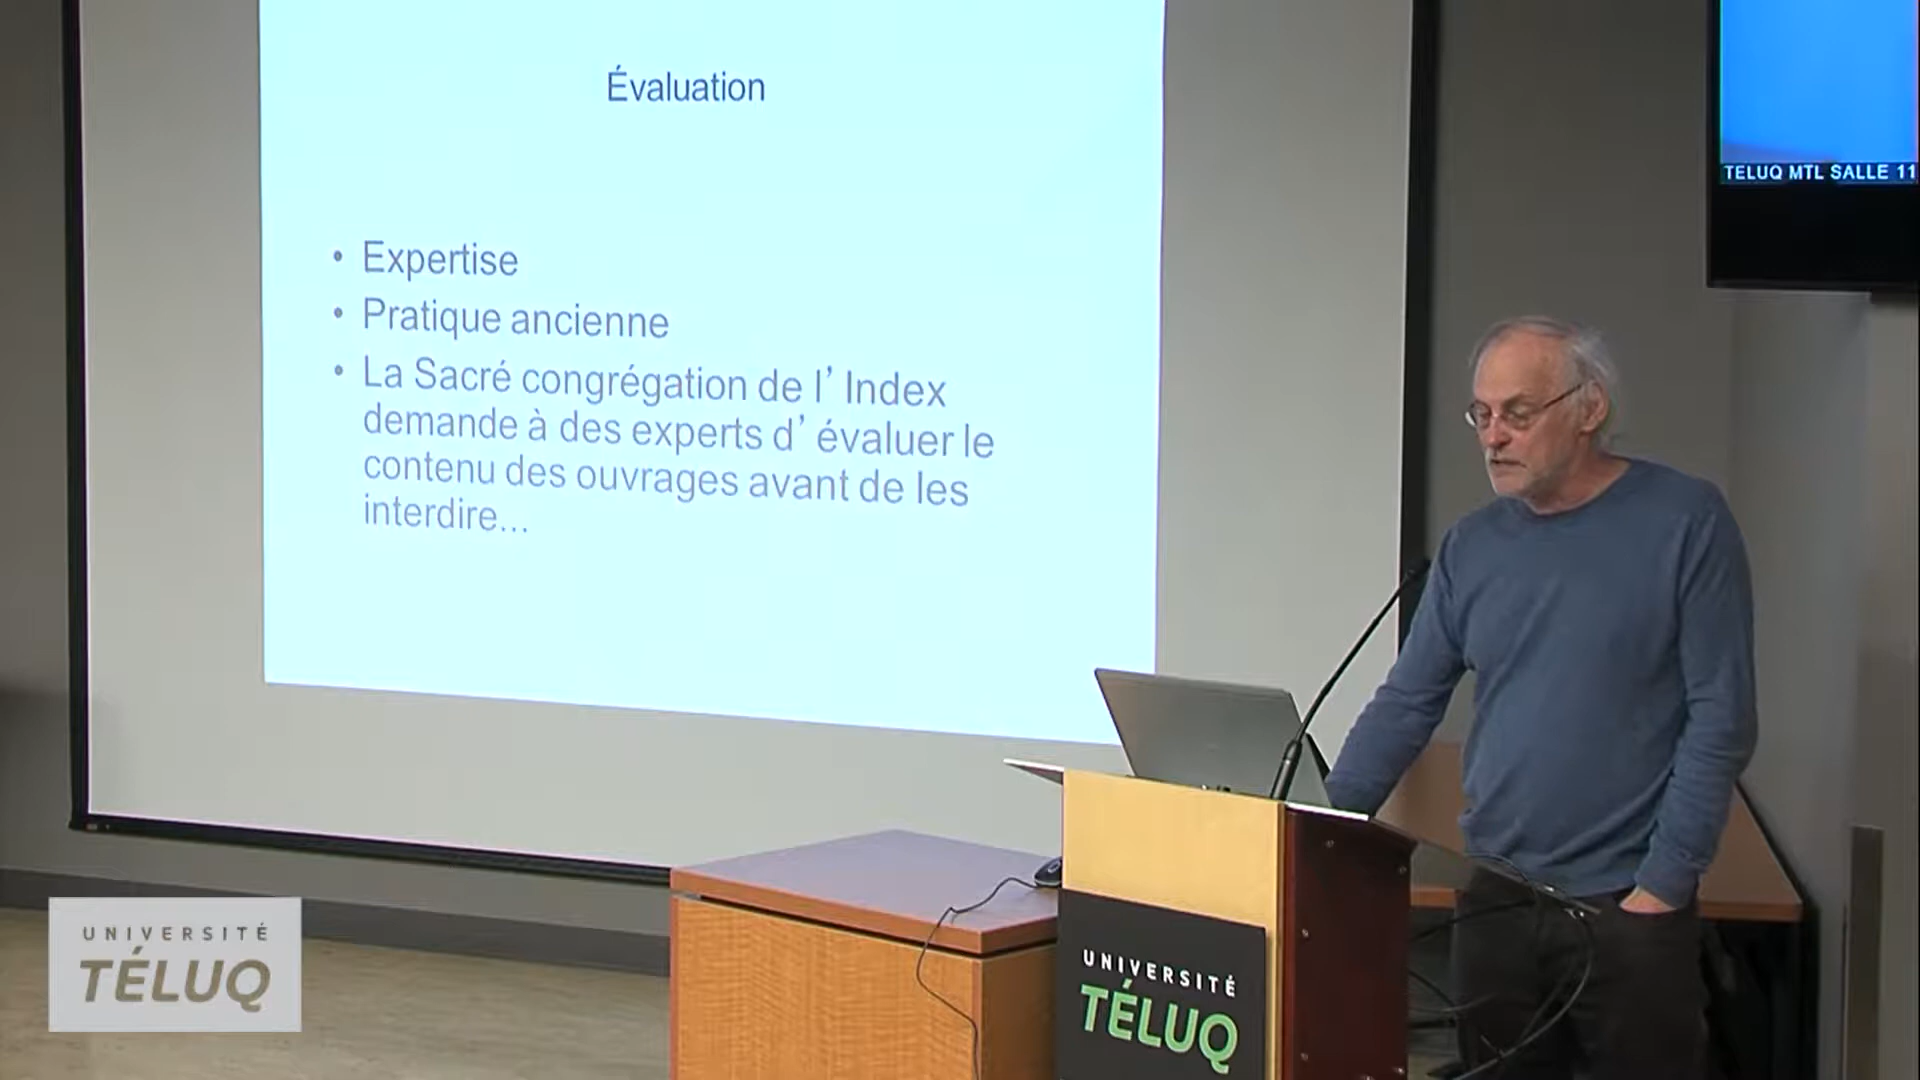 Évaluation
• Expertise
• Pratique ancienne
• La Sacré congrégation de l’ Index
demande à des experts d’ évaluer le
contenu des ouvrages avant de les
interdire...
TELUQ MTL SALLE 11
UNIVERSITÉ
TÉLUQ
UNIVERSITÉ
TÉLUQ